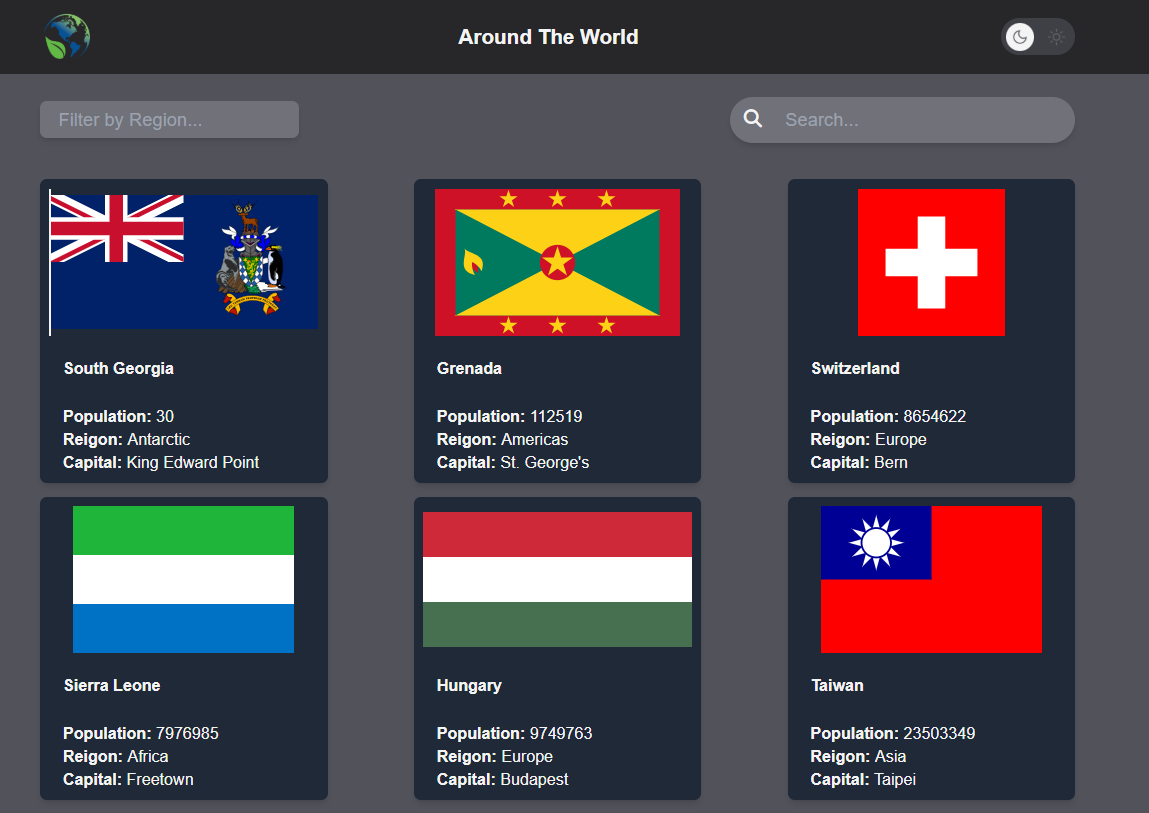 Around The World
Filter by Region...
Search...
South Georgia
Population: 30
Reigon: Antarctic
Capital: King Edward Point
Grenada
Population: 112519
Reigon: Americas
Capital: St. George's
Switzerland
Population: 8654622
Reigon: Europe
Capital: Bern
Sierra Leone
Population: 7976985
Reigon: Africa
Capital: Freetown
Hungary
Population: 9749763
Reigon: Europe
Capital: Budapest
Taiwan
Population: 23503349
Reigon: Asia
Capital: Taipei